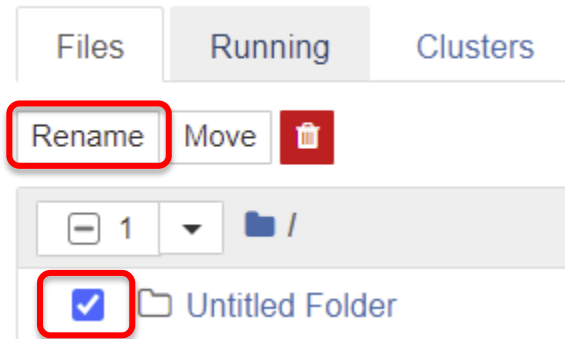 Files Running Clusters
Rename Move
1 /
Untitled Folder